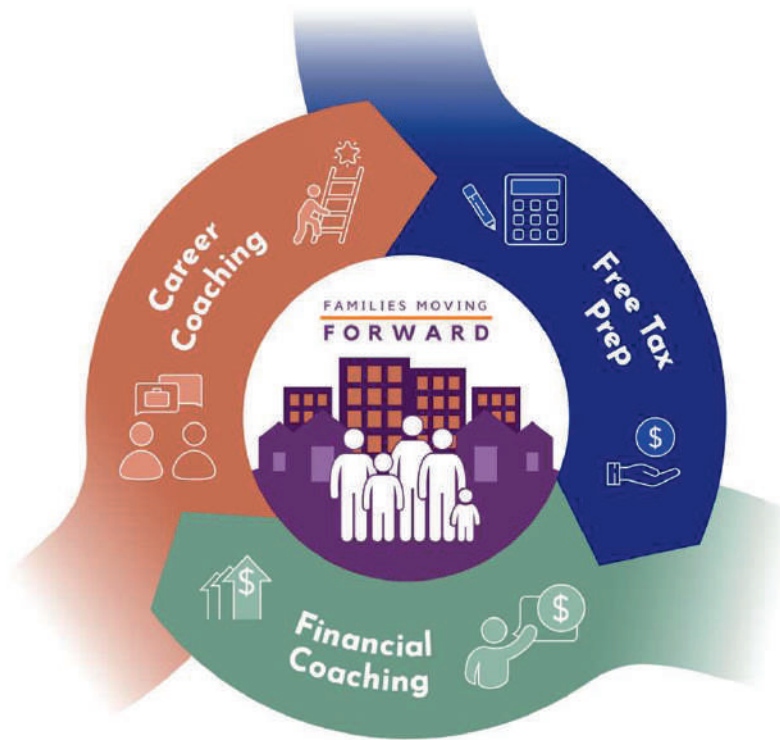 Career
Coaching
Free Tax
Prep
FAMILIES MOVING
FORWARD
$
$
$
Financial
Coaching